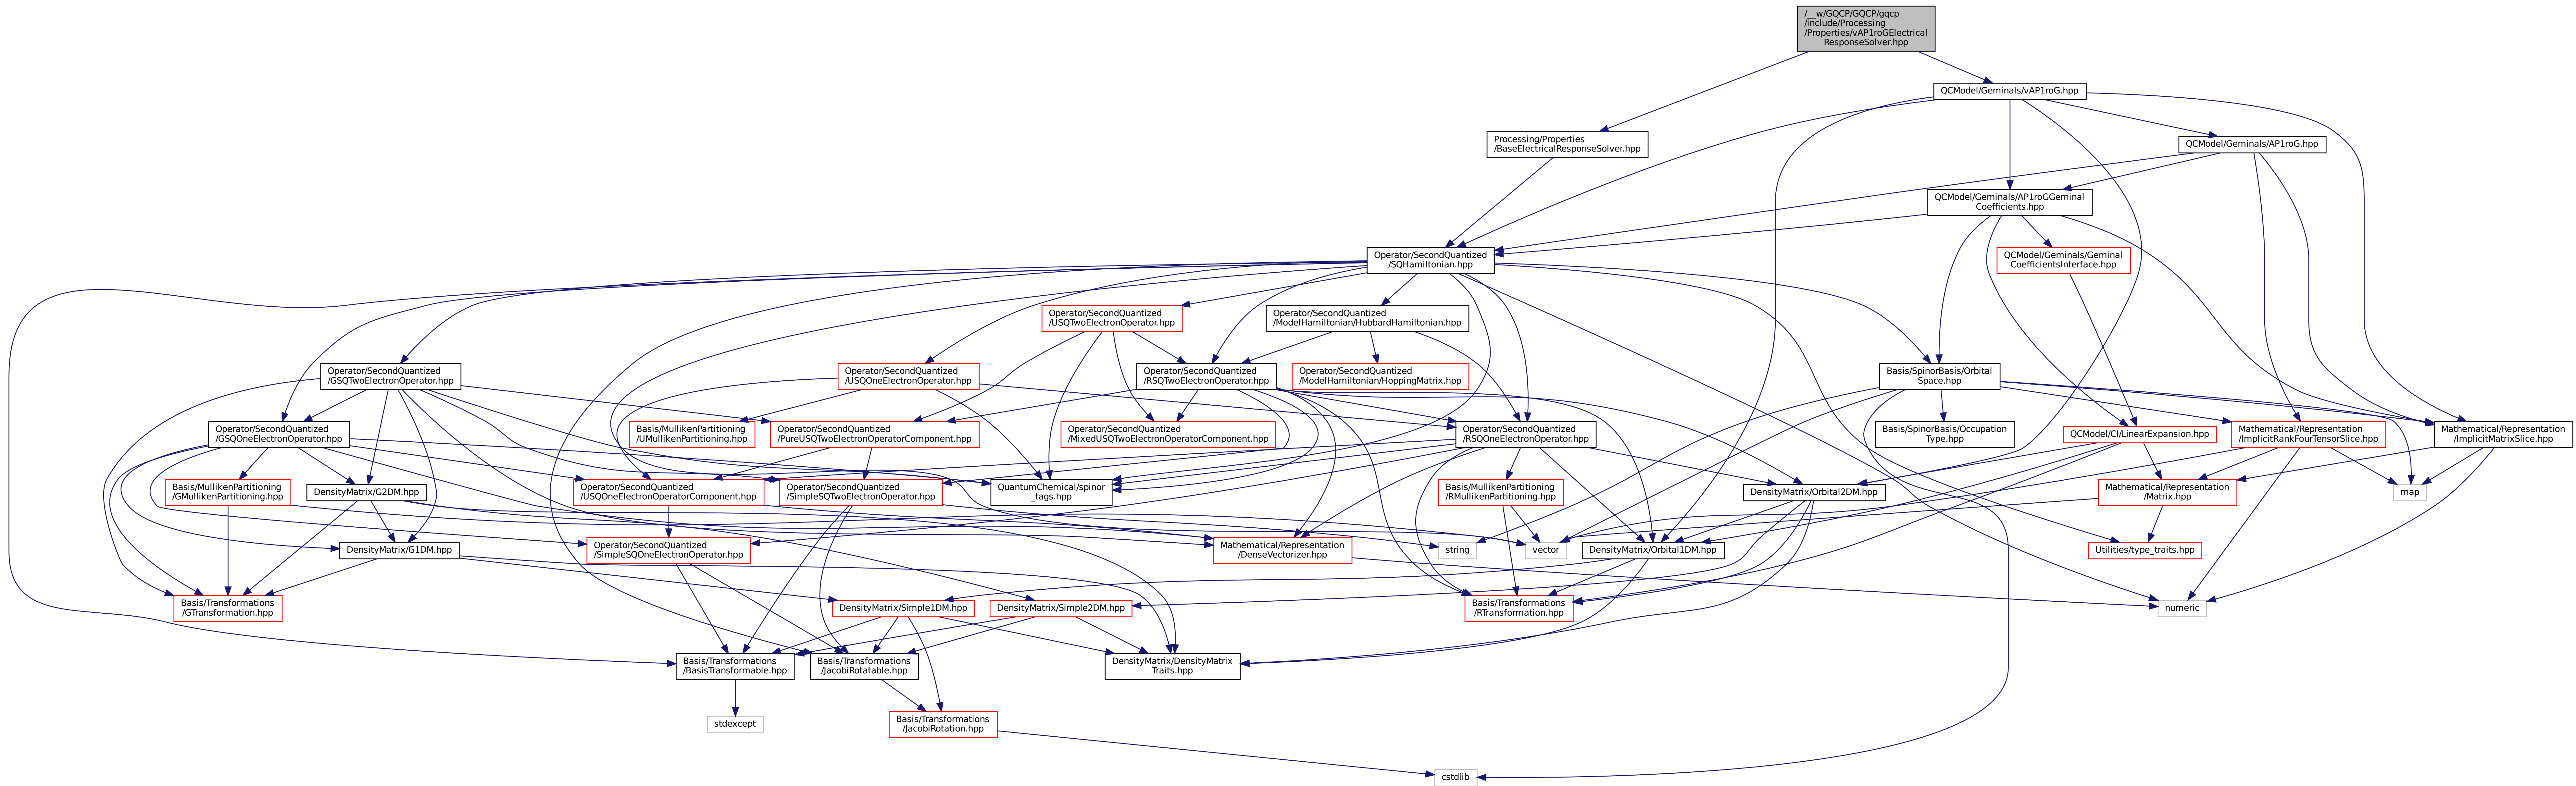 /__w/GQCP/GQCP/gqcp
/include/Processing
/Properties/vAP1roGElectrical
ResponseSolver.hpp
QCModel/Geminals/vAP1roG.hpp
Processing/Properties
/BaseElectricalResponseSolver.hpp
QCModel/Geminals/AP1roG.hpp
QCModel/Geminals/AP1roGGeminal
Coefficients.hpp
Operator/SecondQuantized
/SQHamiltonian.hpp
QCModel/Geminals/Geminal
CoefficientsInterface.hpp
Operator/SecondQuantized
/USQTwoElectronOperator.hpp
Operator/SecondQuantized
/ModelHamiltonian/HubbardHamiltonian.hpp
Operator/SecondQuantized
/GSQTwoElectronOperator.hpp
Operator/SecondQuantized
/USQOneElectronOperator.hpp
Operator/SecondQuantized
/RSQTwoElectronOperator.hpp
Operator/SecondQuantized
/ModelHamiltonian/HoppingMatrix.hpp
Basis/SpinorBasis/Orbital
Space.hpp
Operator/SecondQuantized
/GSQOneElectronOperator.hpp
Basis/MullikenPartitioning
/UMullikenPartitioning.hpp
Operator/SecondQuantized
/PureUSQTwoElectronOperatorComponent.hpp
Operator/SecondQuantized
/MixedUSQTwoElectronOperatorComponent.hpp
Operator/SecondQuantized
/RSQOneElectronOperator.hpp
Basis/SpinorBasis/Occupation
Type.hpp
QCModel/CI/LinearExpansion.hpp
Mathematical/Representation
/ImplicitRankFourTensorSlice.hpp
Mathematical/Representation
/ImplicitMatrixSlice.hpp
Basis/MullikenPartitioning
/GMullikenPartitioning.hpp
DensityMatrix/G2DM.hpp
Operator/SecondQuantized
/USQOneElectronOperatorComponent.hpp
Operator/SecondQuantized
/SimpleSQTwoElectronOperator.hpp
QuantumChemical/spinor
_tags.hpp
Basis/MullikenPartitioning
/RMullikenPartitioning.hpp
DensityMatrix/Orbital2DM.hpp
Mathematical/Representation
/Matrix.hpp
map
DensityMatrix/G1DM.hpp
Operator/SecondQuantized
/SimpleSQOneElectronOperator.hpp
Mathematical/Representation
/DenseVectorizer.hpp
string
vector
DensityMatrix/Orbital1DM.hpp
Utilities/type_traits.hpp
Basis/Transformations
/GTransformation.hpp
DensityMatrix/Simple1DM.hpp
DensityMatrix/Simple2DM.hpp
Basis/Transformations
/RTransformation.hpp
numeric
Basis/Transformations
/BasisTransformable.hpp
Basis/Transformations
/JacobiRotatable.hpp
DensityMatrix/DensityMatrix
Traits.hpp
stdexcept
Basis/Transformations
/JacobiRotation.hpp
cstdlib